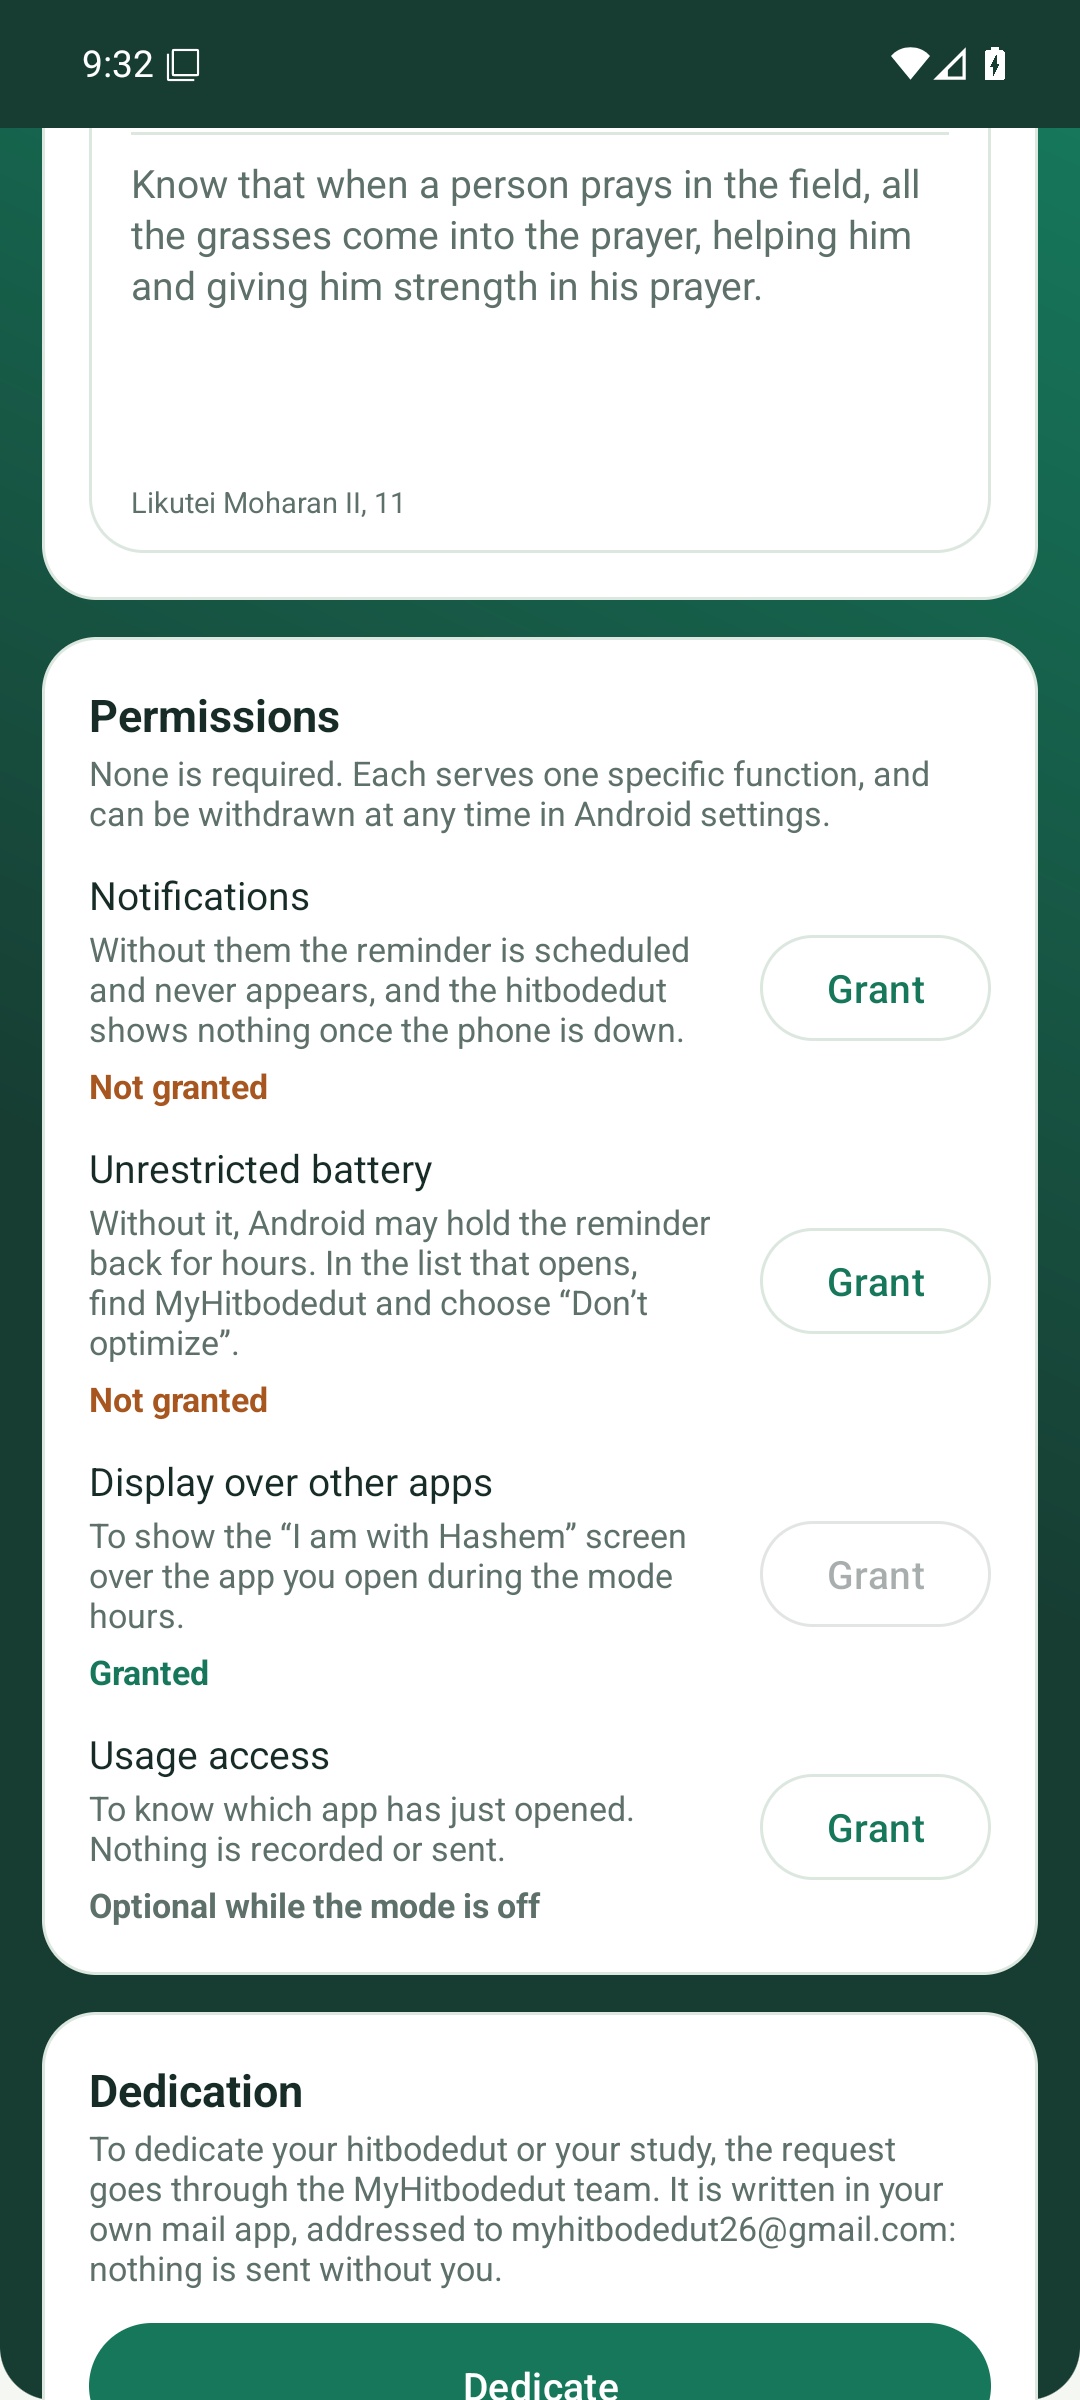 9:32
Know that when a person prays in the field, all
the grasses come into the prayer, helping him
and giving him strength in his prayer.
Likutei Moharan II, 11
Permissions
None is required. Each serves one specific function, and
can be withdrawn at any time in Android settings.
Notifications
Without them the reminder is scheduled
and never appears, and the hitbodedut
shows nothing once the phone is down.
Grant
Not granted
Unrestricted battery
Without it, Android may hold the reminder
back for hours. In the list that opens,
find MyHitbodedut and choose “Don’t
optimize”.
Grant
Not granted
Display over other apps
To show the “I am with Hashem” screen
over the app you open during the mode
hours.
Grant
Granted
Usage access
To know which app has just opened.
Nothing is recorded or sent.
Grant
Optional while the mode is off
Dedication
To dedicate your hitbodedut or your study, the request
goes through the MyHitbodedut team. It is written in your
own mail app, addressed to myhitbodedut26@gmail.com:
nothing is sent without you.
Dedicate